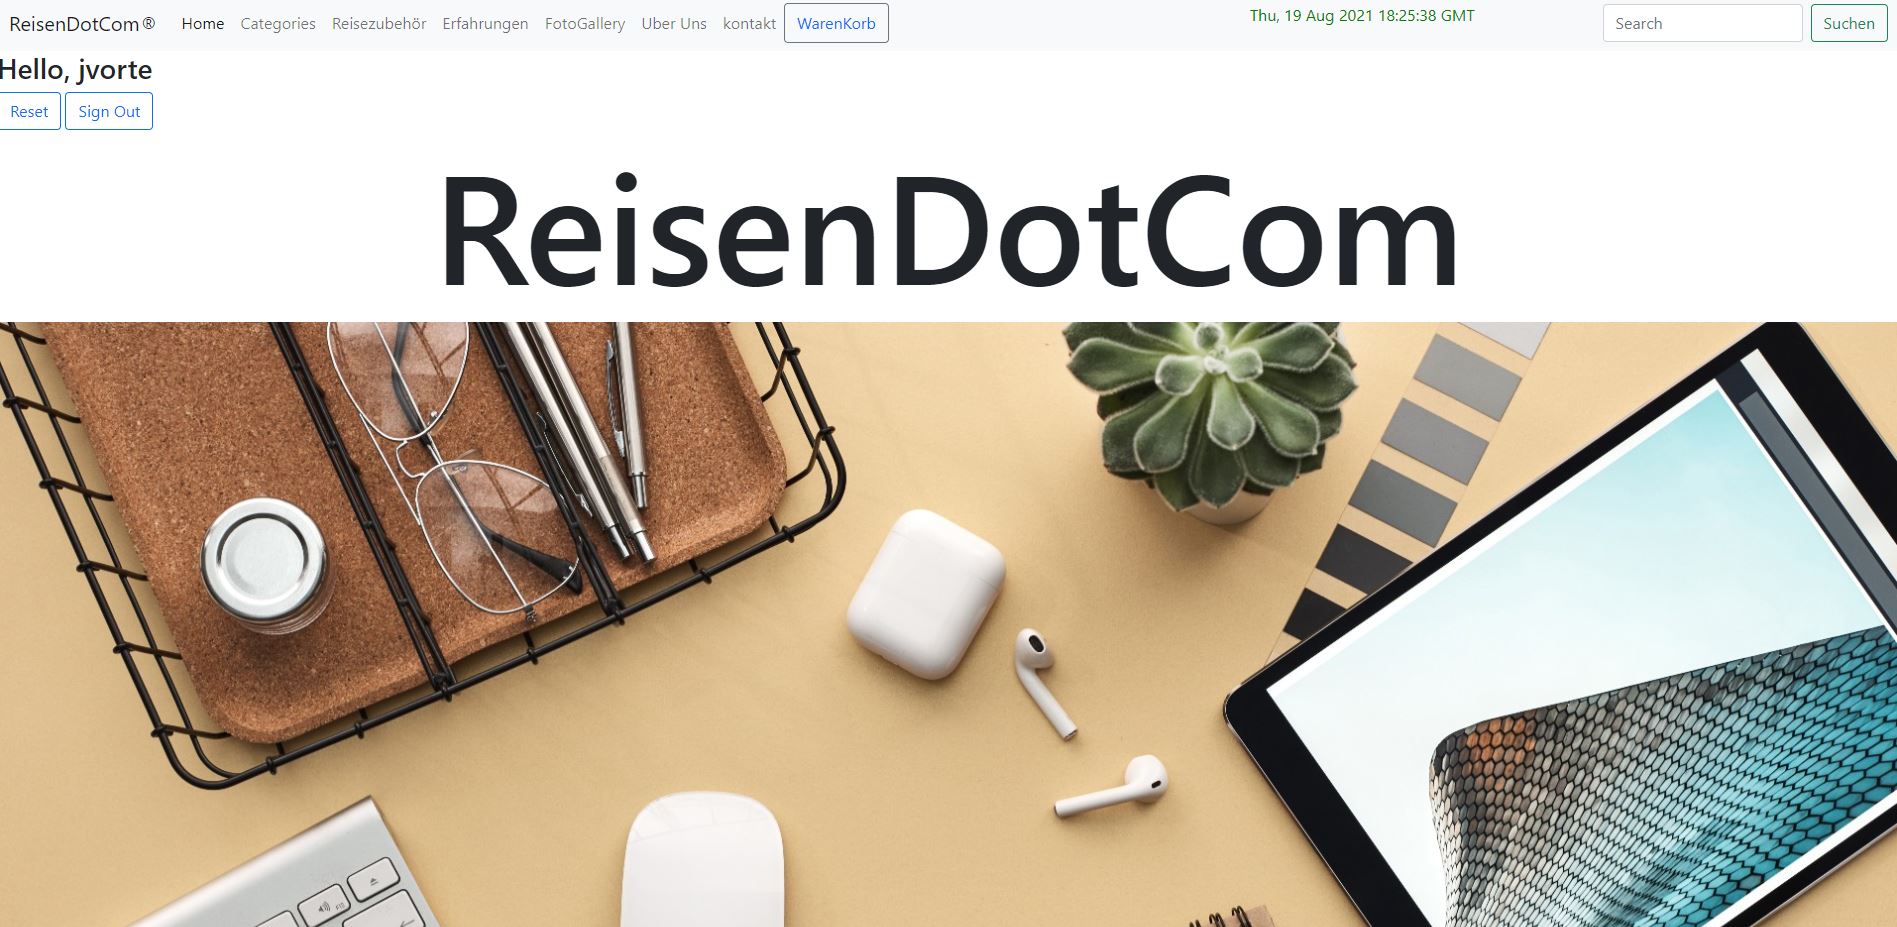 ReisenDotCom ® Home Categories Reisezubehör Erfahrungen FotoGallery Uber Uns kontakt WarenKorb Thu, 19 Aug 2021 18:25:38 GMT Search Suchen
Hello, jvorte
Reset Sign Out
ReisenDotCom